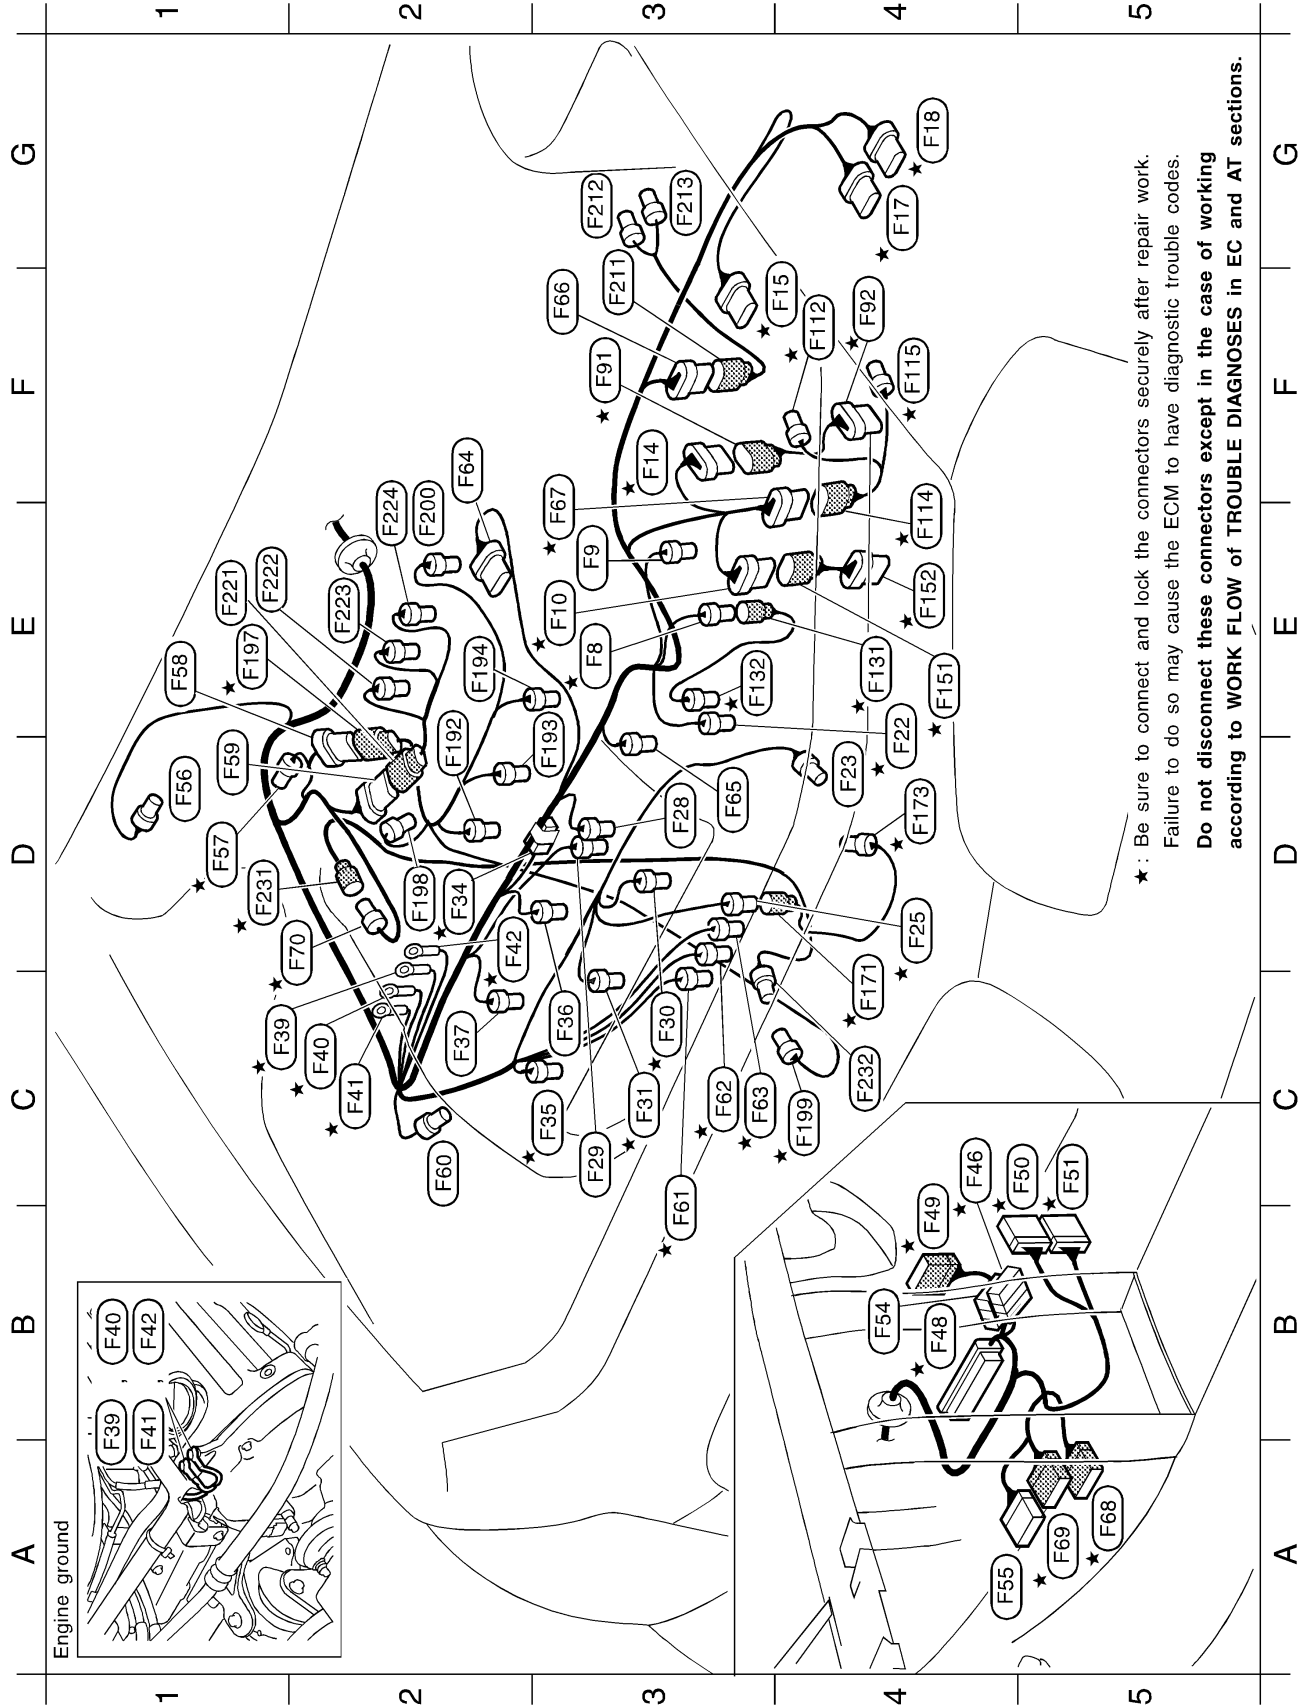 1
2
3
4
5
G
F
E
D
C
B
A
G
F
E
D
C
B
A
1
2
3
4
5
Engine ground
F39
F41
F40
F42
F56
F57
F58
F59
★ F197
F221
F222
F223
F224
F200
F64
★ F231
★ F70
★ F39
★ F40
★ F41
F60
F198
★ F34
★ F42
F37
F192
F193
F194
★ F35
F36
F29
★ F31
★ F30
F28
F65
★ F61
★ F62
★ F63
★ F199
F232
★ F171
★ F25
★ F173
★ F23
F22
★ F132
★ F131
★ F151
★ F152
★ F114
★ F8
★ F10
F9
★ F67
★ F14
★ F91
F66
F211
F212
F213
★ F15
★ F112
★ F92
★ F115
★ F17
★ F18
F54
★ F48
★ F49
★ F46
★ F50
★ F51
F55
★ F69
★ F68
★ : Be sure to connect and lock the connectors securely after repair work.
Failure to do so may cause the ECM to have diagnostic trouble codes.
Do not disconnect these connectors except in the case of working
according to WORK FLOW of TROUBLE DIAGNOSES in EC and AT sections.